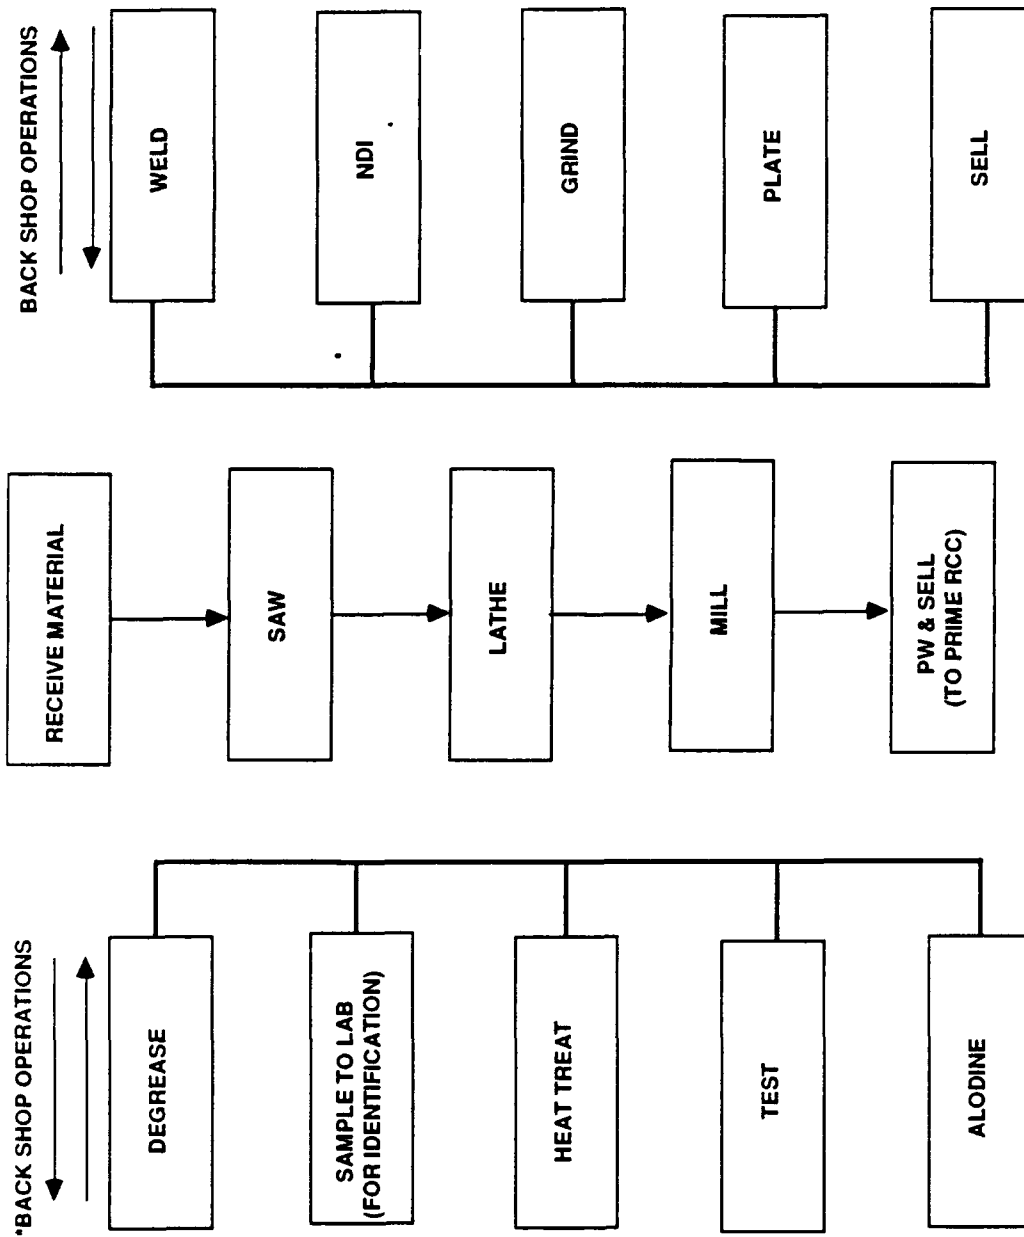 *BACK SHOP OPERATIONS
DEGREASE
SAMPLE TO LAB
(FOR IDENTIFICATION)
HEAT TREAT
TEST
ALODINE
RECEIVE MATERIAL
SAW
LATHE
MILL
PW & SELL
(TO PRIME RCC)
BACK SHOP OPERATIONS
WELD
NDI
GRIND
PLATE
SELL